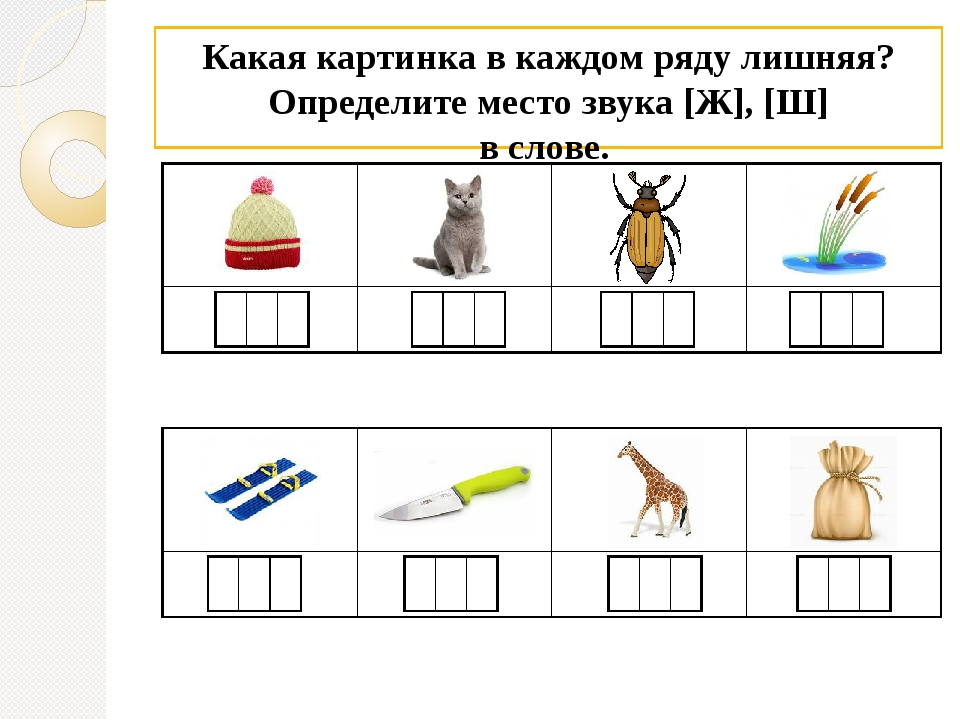 Какая картинка в каждом ряду лишняя?
Определите место звука [Ж], [Ш]
в слове.